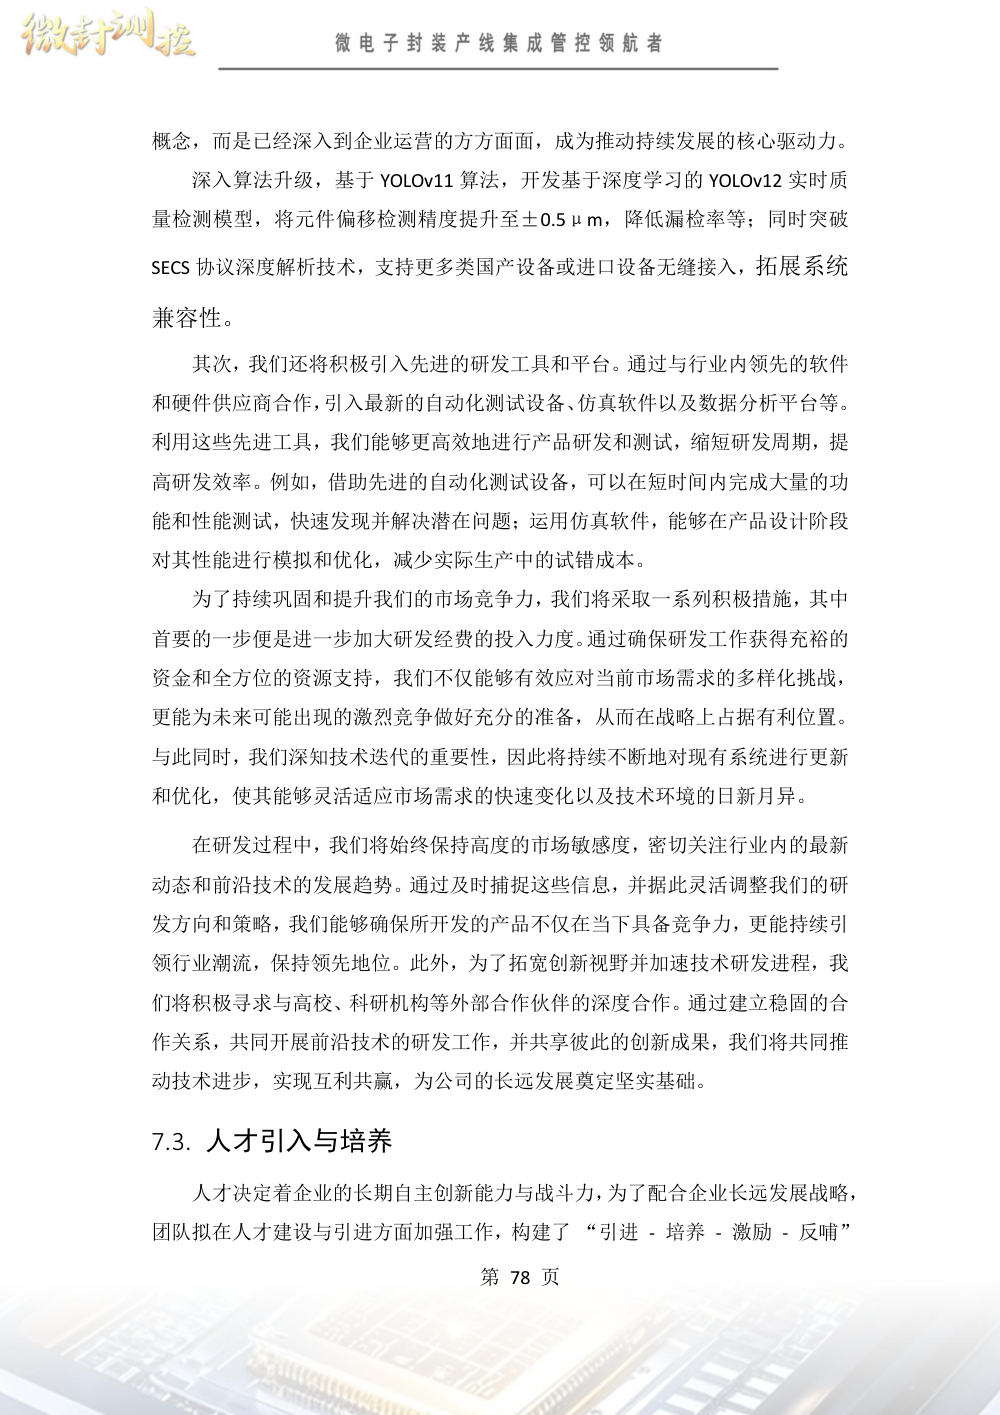 微封测控
微电子封装产线集成管控领航者
概念，而是已经深入到企业运营的方方面面，成为推动持续发展的核心驱动力。
深入算法升级，基于 YOLOv11 算法，开发基于深度学习的 YOLOv12 实时质
量检测模型，将元件偏移检测精度提升至±0.5μm，降低漏检率等；同时突破
SECS 协议深度解析技术，支持更多类国产设备或进口设备无缝接入，拓展系统
兼容性。
其次，我们还将积极引入先进的研发工具和平台。通过与行业内领先的软件
和硬件供应商合作，引入最新的自动化测试设备、仿真软件以及数据分析平台等。
利用这些先进工具，我们能够更高效地进行产品研发和测试，缩短研发周期，提
高研发效率。例如，借助先进的自动化测试设备，可以在短时间内完成大量的功
能和性能测试，快速发现并解决潜在问题；运用仿真软件，能够在产品设计阶段
对其性能进行模拟和优化，减少实际生产中的试错成本。
为了持续巩固和提升我们的市场竞争力，我们将采取一系列积极措施，其中
首要的一步便是进一步加大研发经费的投入力度。通过确保研发工作获得充裕的
资金和全方位的资源支持，我们不仅能够有效应对当前市场需求的多样化挑战，
更能为未来可能出现的激烈竞争做好充分的准备，从而在战略上占据有利位置。
与此同时，我们深知技术迭代的重要性，因此将持续不断地对现有系统进行更新
和优化，使其能够灵活适应市场需求的快速变化以及技术环境的日新月异。
在研发过程中，我们将始终保持高度的市场敏感度，密切关注行业内的最新
动态和前沿技术的发展趋势。通过及时捕捉这些信息，并据此灵活调整我们的研
发方向和策略，我们能够确保所开发的产品不仅在当下具备竞争力，更能持续引
领行业潮流，保持领先地位。此外，为了拓宽创新视野并加速技术研发进程，我
们将积极寻求与高校、科研机构等外部合作伙伴的深度合作。通过建立稳固的合
作关系，共同开展前沿技术的研发工作，并共享彼此的创新成果，我们将共同推
动技术进步，实现互利共赢，为公司的长远发展奠定坚实基础。
7.3. 人才引入与培养
人才决定着企业的长期自主创新能力与战斗力，为了配合企业长远发展战略，
团队拟在人才建设与引进方面加强工作，构建了 “引进 - 培养 - 激励 - 反哺”
第 78 页